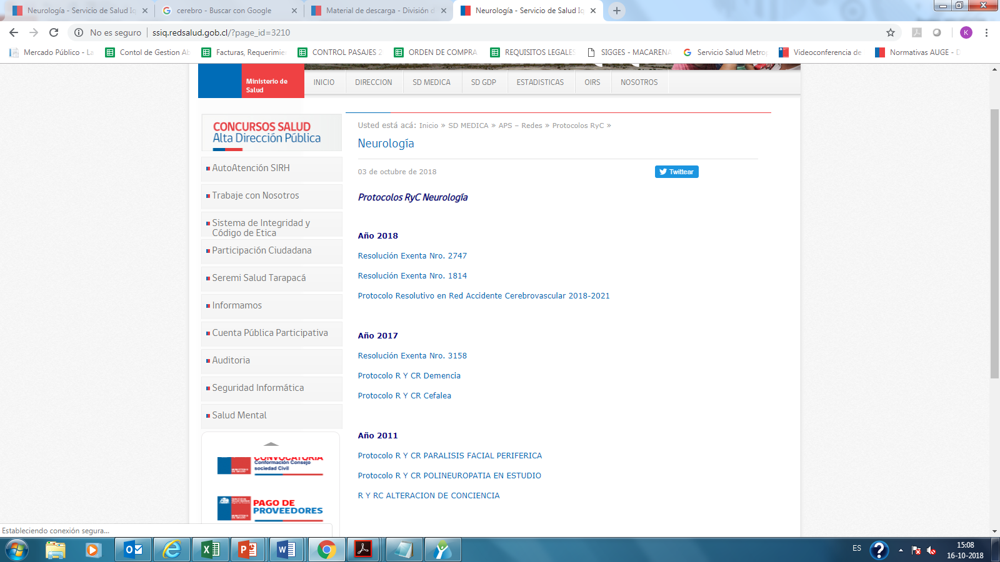 Neurología - Servicio de Salud Iq
cerebro - Buscar con Google
Material de descarga - División d
Neurología - Servicio de Salud Iq
No es seguro
ssiq.redsalud.gob.cl/?page_id=3210
K
Mercado Público - La
Contol de Gestion Ab
Facturas, Requerimie
CONTROL PASAJES 2
ORDEN DE COMPRA
REQUISITOS LEGALES
SIGGES - MACARENA
Servicio Salud Metrop
Videoconferencia de
Normativas AUGE - D
Ministerio de
Salud
INICIO
DIRECCION
SD MEDICA
SD GDP
ESTADISTICAS
OIRS
NOSOTROS
CONCURSOS SALUD
Alta Dirección Pública
AutoAtención SIRH
Trabaje con Nosotros
Sistema de Integridad y
Código de Etica
Participación Ciudadana
Seremi Salud Tarapacá
Informamos
Cuenta Pública Participativa
Auditoria
Seguridad Informática
Salud Mental
CONVOCATORIA
Conformación Consejo
sociedad Civil
PAGO DE
PROVEEDORES
Usted está acá: Inicio » SD MEDICA » APS – Redes » Protocolos RyC »
Neurología
03 de octubre de 2018
Twittear
Protocolos RyC Neurología
Año 2018
Resolución Exenta Nro. 2747
Resolución Exenta Nro. 1814
Protocolo Resolutivo en Red Accidente Cerebrovascular 2018-2021
Año 2017
Resolución Exenta Nro. 3158
Protocolo R Y CR Demencia
Protocolo R Y CR Cefalea
Año 2011
Protocolo R Y CR PARALISIS FACIAL PERIFERICA
Protocolo R Y CR POLINEUROPATIA EN ESTUDIO
R Y RC ALTERACION DE CONCIENCIA
Estableciendo conexión segura...
ES
15:08
16-10-2018